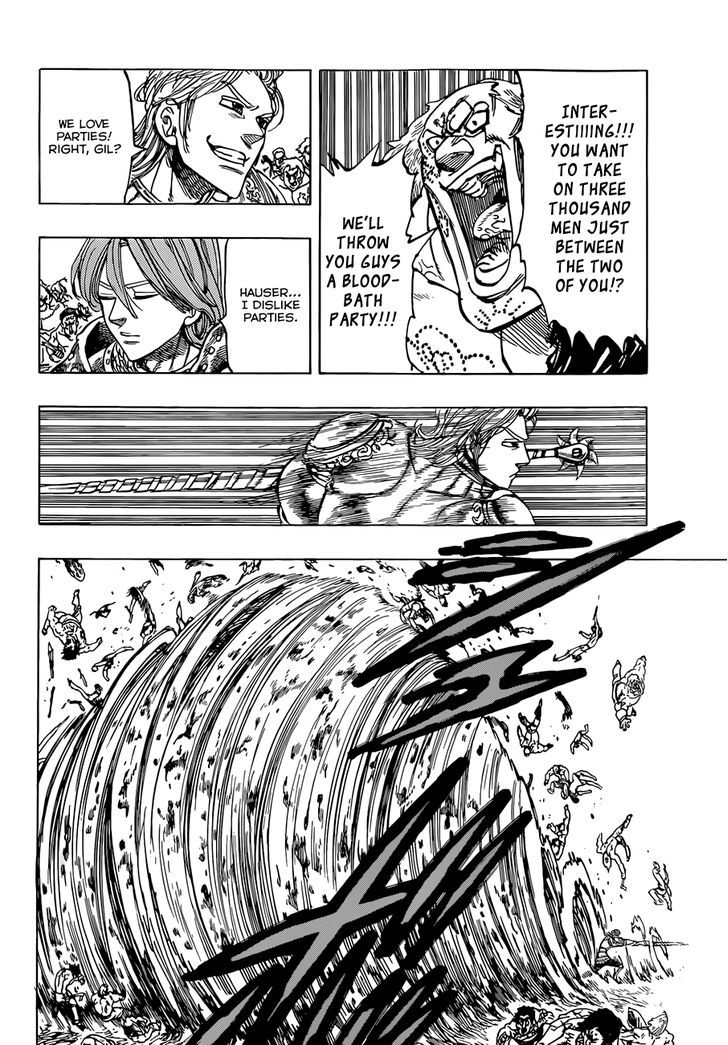 INTER-
ESTIIIING!!!
YOU WANT
TO TAKE
ON THREE
THOUSAND
MEN JUST
BETWEEN
THE TWO
OF YOU!?
WE'LL
THROW
YOU GUYS
A BLOOD-
BATH
PARTY!!!
WE LOVE
PARTIES!
RIGHT, GIL?
HAUSER...
I DISLIKE
PARTIES.